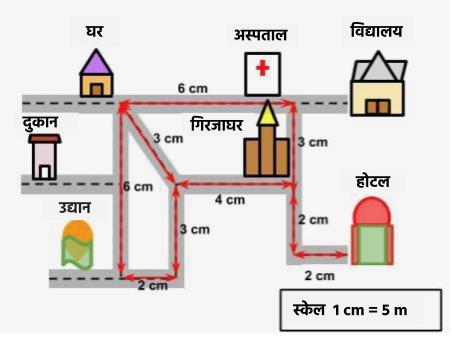 घर
अस्पताल
विद्यालय
6 cm
दुकान
गिरजाघर
3 cm
3 cm
होटल
6 cm
4 cm
उद्यान
3 cm
2 cm
2 cm
2 cm
स्केल 1 cm = 5 m